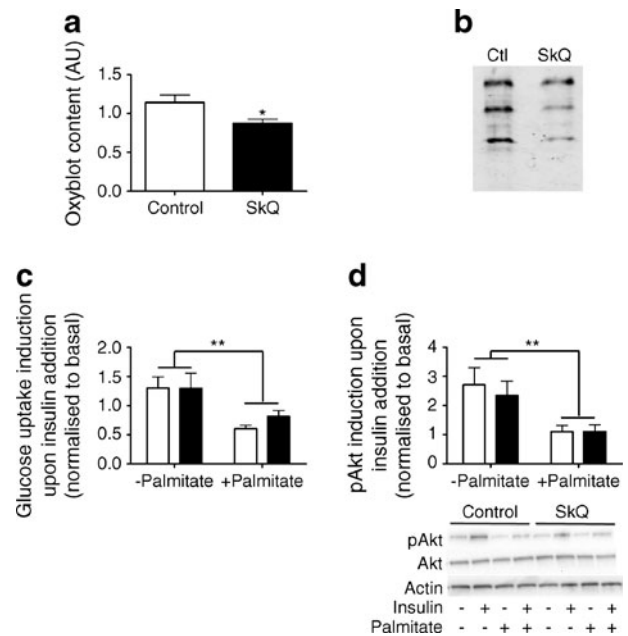 a
Oxyblot content (AU)
1.5
1.0
0.5
0.0
*
Control SkQ
b
Ctl SkQ
c
Glucose uptake induction
upon insulin addition
(normalised to basal)
2.0
1.5
1.0
0.5
0.0
**
-Palmitate +Palmitate
d
pAkt induction upon
insulin addition
(normalised to basal)
4
3
2
1
0
**
-Palmitate +Palmitate
Control SkQ
pAkt
Akt
Actin
Insulin - + - + - + - +
Palmitate - - + + - - + +